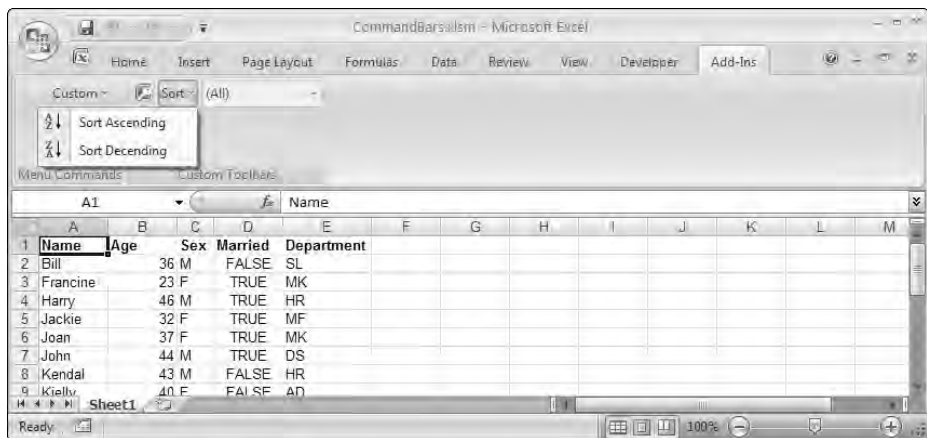 CommandBars.xlsm - Microsoft Excel
Home Insert Page Layout Formulas Data Review View Developer Add-Ins
Custom Sort (All)
Sort Ascending
Sort Decending
Menu Commands Custom Toolbars
A1 fx Name
A B C D E F G H I J K L M
1 Name Age Sex Married Department
2 Bill 36 M FALSE SL
3 Francine 23 F TRUE MK
4 Harry 46 M TRUE HR
5 Jackie 32 F TRUE MF
6 Joan 37 F TRUE MK
7 John 44 M TRUE DS
8 Kendal 43 M FALSE HR
9 Kielly 40 F FALSE AD
Sheet1
Ready 100%